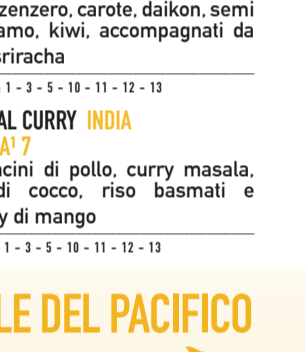 zenzero, carote, daikon, semi
amo, kiwi, accompagnati da
sriracha
1 - 3 - 5 - 10 - 11 - 12 - 13
AL CURRY INDIA
A¹ 7
cini di pollo, curry masala,
di cocco, riso basmati e
y di mango
1 - 3 - 5 - 10 - 11 - 12 - 13
LE DEL PACIFICO